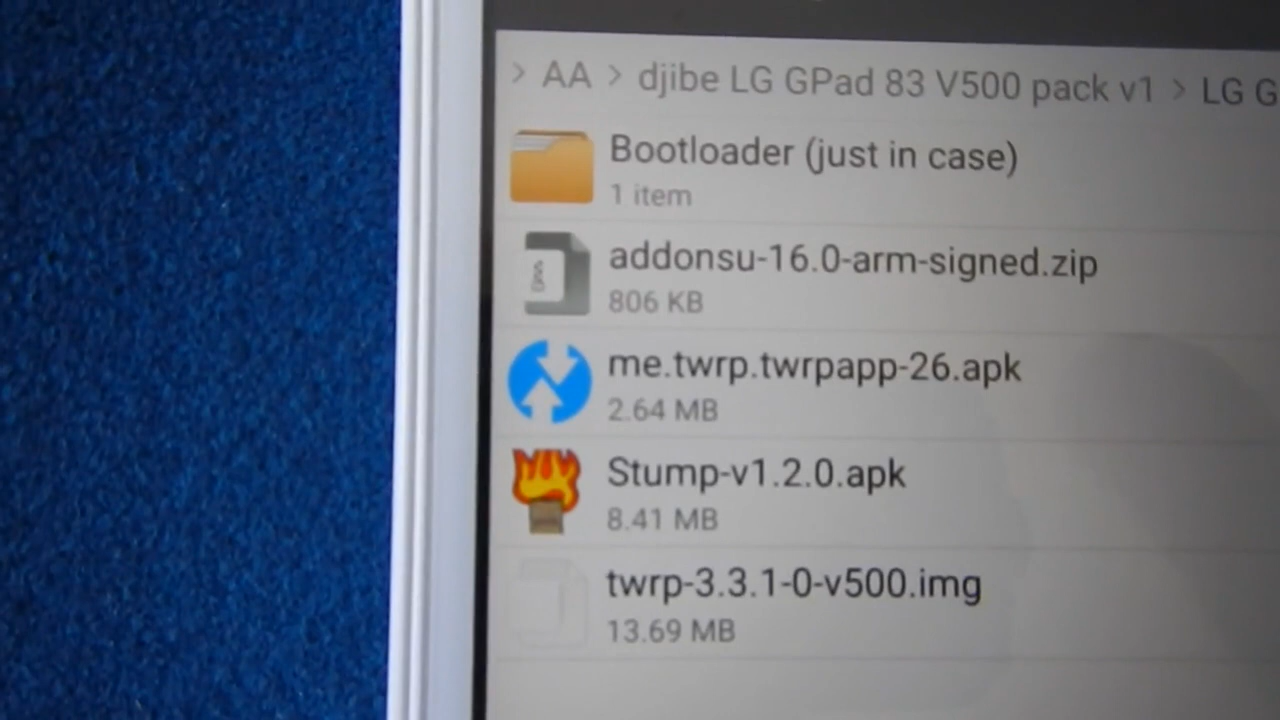 > AA > djibe LG GPad 83 V500 pack v1 > LG G
Bootloader (just in case)
1 item
addonsu-16.0-arm-signed.zip
806 KB
me.twrp.twrpapp-26.apk
2.64 MB
Stump-v1.2.0.apk
8.41 MB
twrp-3.3.1-0-v500.img
13.69 MB